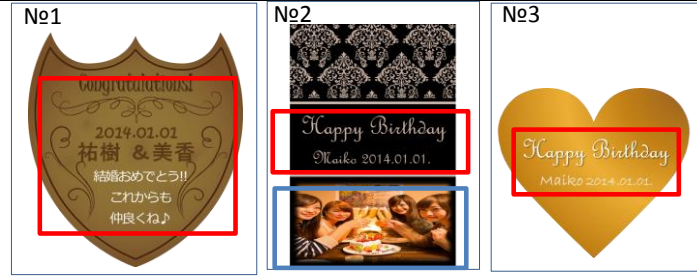 №1
Congratulations!
2014.01.01
祐樹 &美香
結婚おめでとう!!
これからも
仲良くね♪
№2
Happy Birthday
Maiko 2014.01.01.
№3
Happy Birthday
Maiko 2014.01.01.